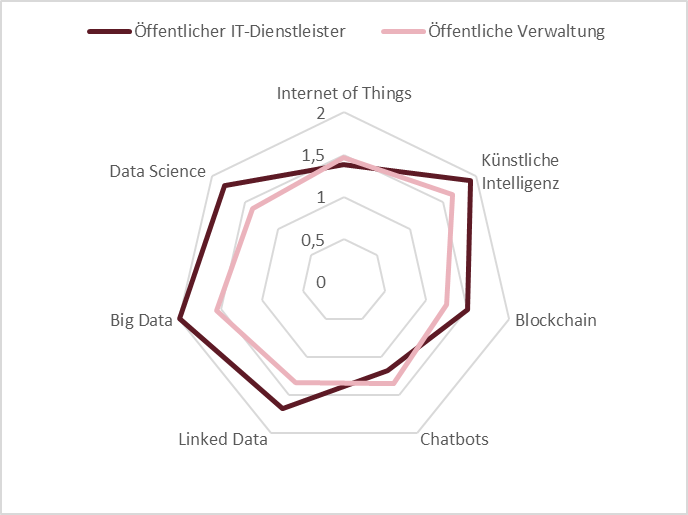 Öffentlicher IT-Dienstleister
Öffentliche Verwaltung
Internet of Things
2
Künstliche
Intelligenz
1,5
Data Science
1
0,5
0
Big Data
Blockchain
Linked Data
Chatbots